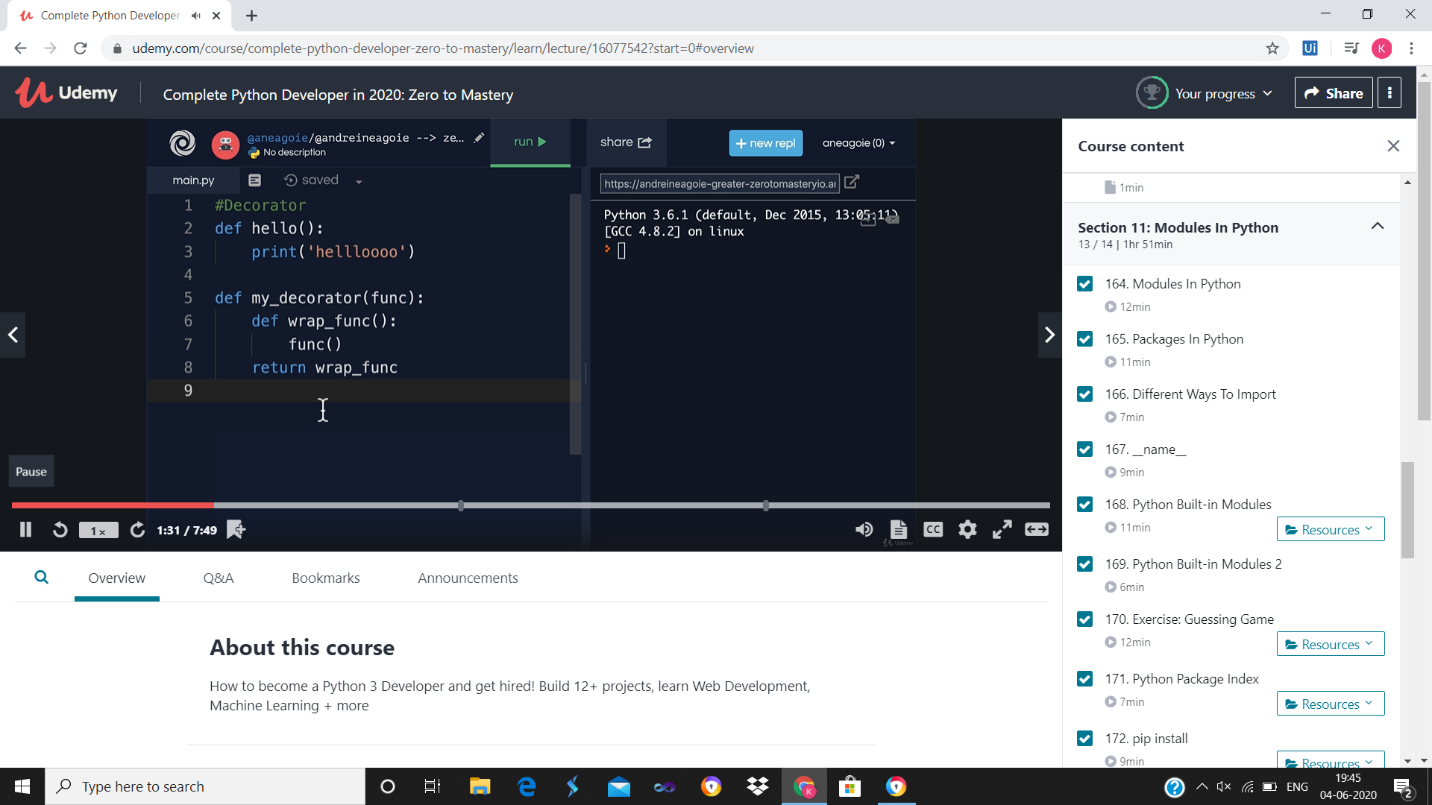 Complete Python Developer
udemy.com/course/complete-python-developer-zero-to-mastery/learn/lecture/16077542?start=0#overview
Ui
K
Udemy
Complete Python Developer in 2020: Zero to Mastery
Your progress
Share
@aneagoie/@andreineagoie --> ze...
No description
run
share
+ new repl
aneagoie (0)
main.py
saved
https://andreineagoie-greater-zerotomasteryio.a
1 #Decorator
2 def hello():
3 print('hellloooo')
4
5 def my_decorator(func):
6 def wrap_func():
7 func()
8 return wrap_func
9
Python 3.6.1 (default, Dec 2015, 13:05:11)
[GCC 4.8.2] on linux
Pause
1 x
1:31 / 7:49
CC
Udemy
Course content
1min
Section 11: Modules In Python
13 / 14 | 1hr 51min
164. Modules In Python
12min
165. Packages In Python
11min
166. Different Ways To Import
7min
167. __name__
9min
168. Python Built-in Modules
11min
Resources
169. Python Built-in Modules 2
6min
170. Exercise: Guessing Game
12min
Resources
171. Python Package Index
7min
Resources
172. pip install
9min
Resources
Overview
Q&A
Bookmarks
Announcements
About this course
How to become a Python 3 Developer and get hired! Build 12+ projects, learn Web Development,
Machine Learning + more
Type here to search
K
ENG
19:45
04-06-2020
2